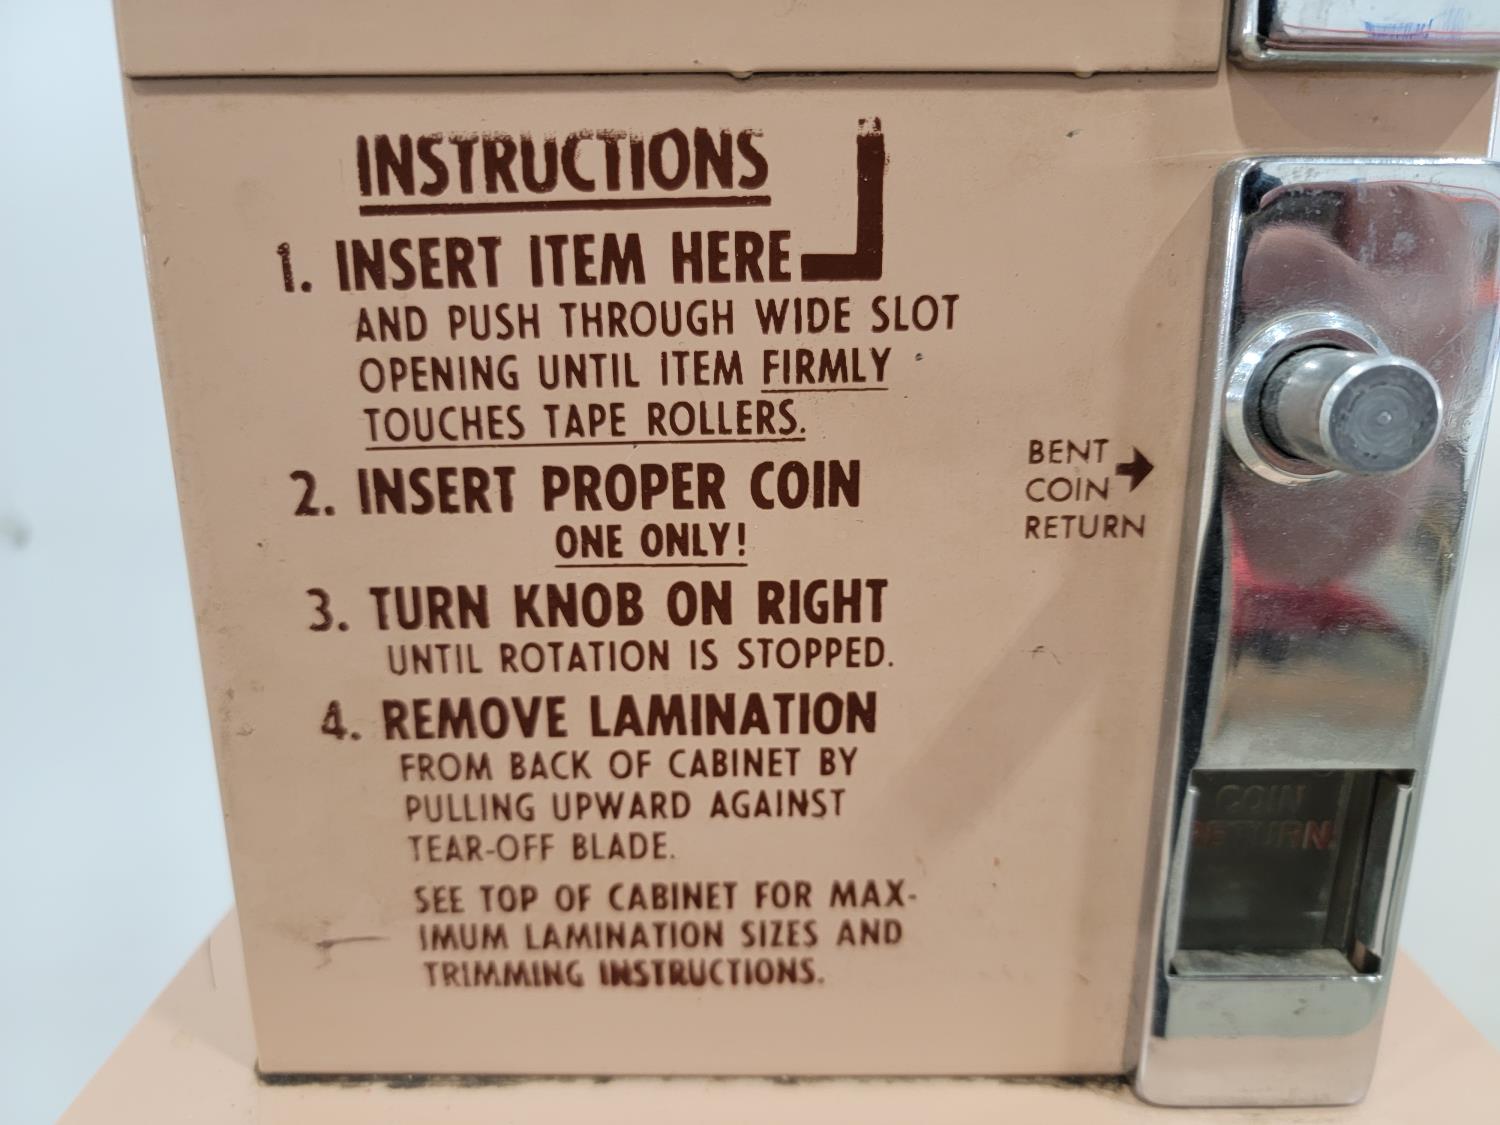 INSTRUCTIONS
1. INSERT ITEM HERE
AND PUSH THROUGH WIDE SLOT
OPENING UNTIL ITEM FIRMLY
TOUCHES TAPE ROLLERS.
2. INSERT PROPER COIN
ONE ONLY!
3. TURN KNOB ON RIGHT
UNTIL ROTATION IS STOPPED.
4. REMOVE LAMINATION
FROM BACK OF CABINET BY
PULLING UPWARD AGAINST
TEAR-OFF BLADE.
SEE TOP OF CABINET FOR MAX-
IMUM LAMINATION SIZES AND
TRIMMING INSTRUCTIONS.
BENT
COIN
RETURN
COIN
RETURN